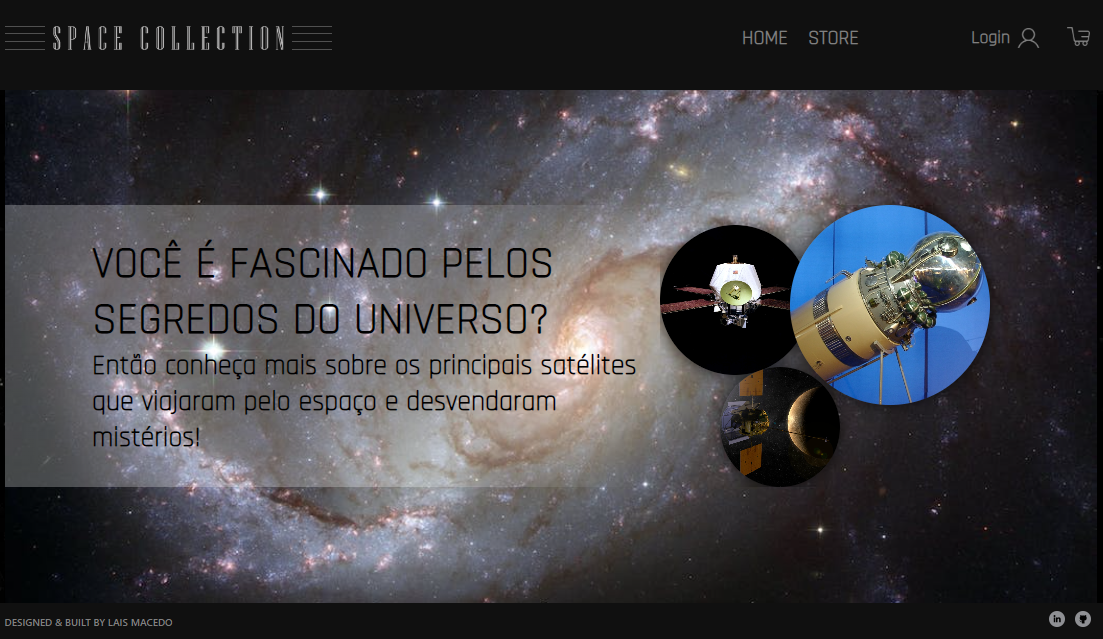 SPACE COLLECTION
HOME STORE
Login
VOCÊ É FASCINADO PELOS
SEGREDOS DO UNIVERSO?
Então conheça mais sobre os principais satélites
que viajaram pelo espaço e desvendaram
mistérios!
DESIGNED & BUILT BY LAIS MACEDO
in